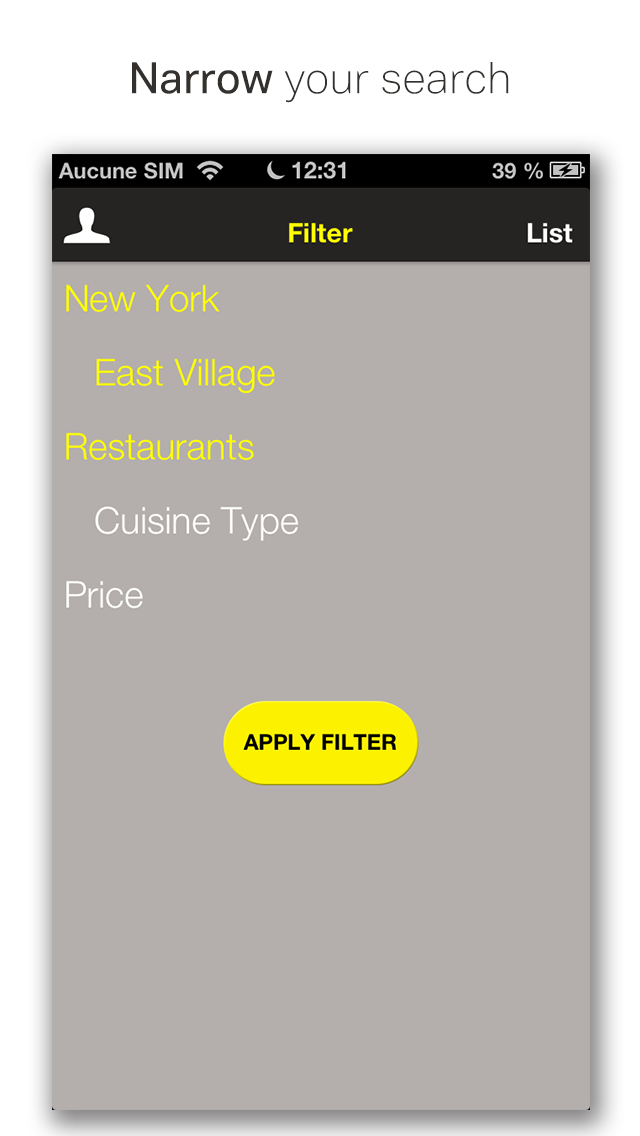 Narrow your search
Aucune SIM 12:31 39 %
Filter List
New York
East Village
Restaurants
Cuisine Type
Price
APPLY FILTER